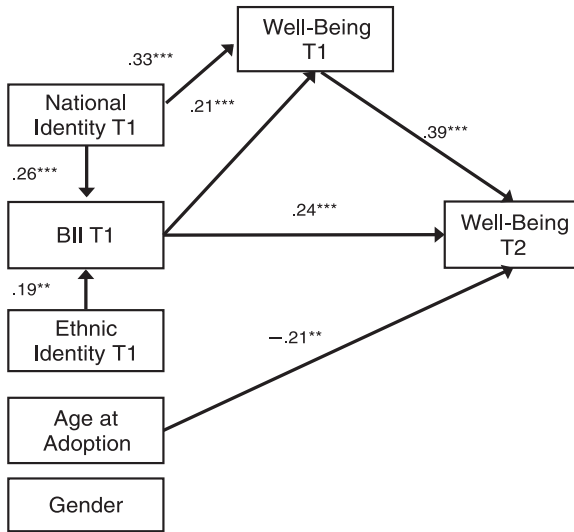 Well-Being
T1
.33***
National
Identity T1
.21***
.39***
.26***
BII T1
.24***
Well-Being
T2
.19**
Ethnic
Identity T1
–.21**
Age at
Adoption
Gender